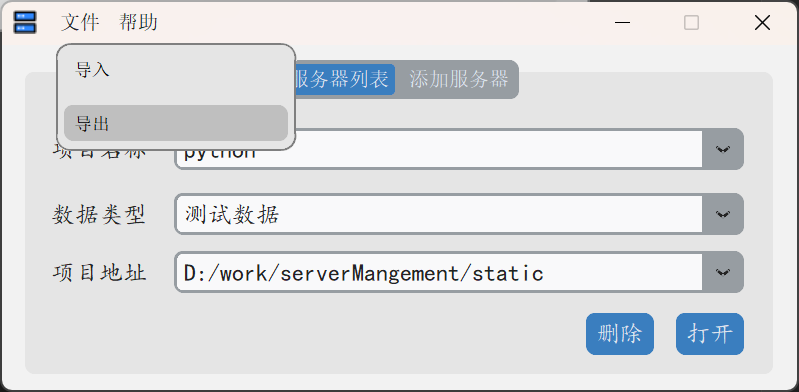 文件 帮助
导入
导出
服务器列表 添加服务器
项目名称 python
数据类型 测试数据
项目地址 D:/work/serverMangement/static
删除 打开